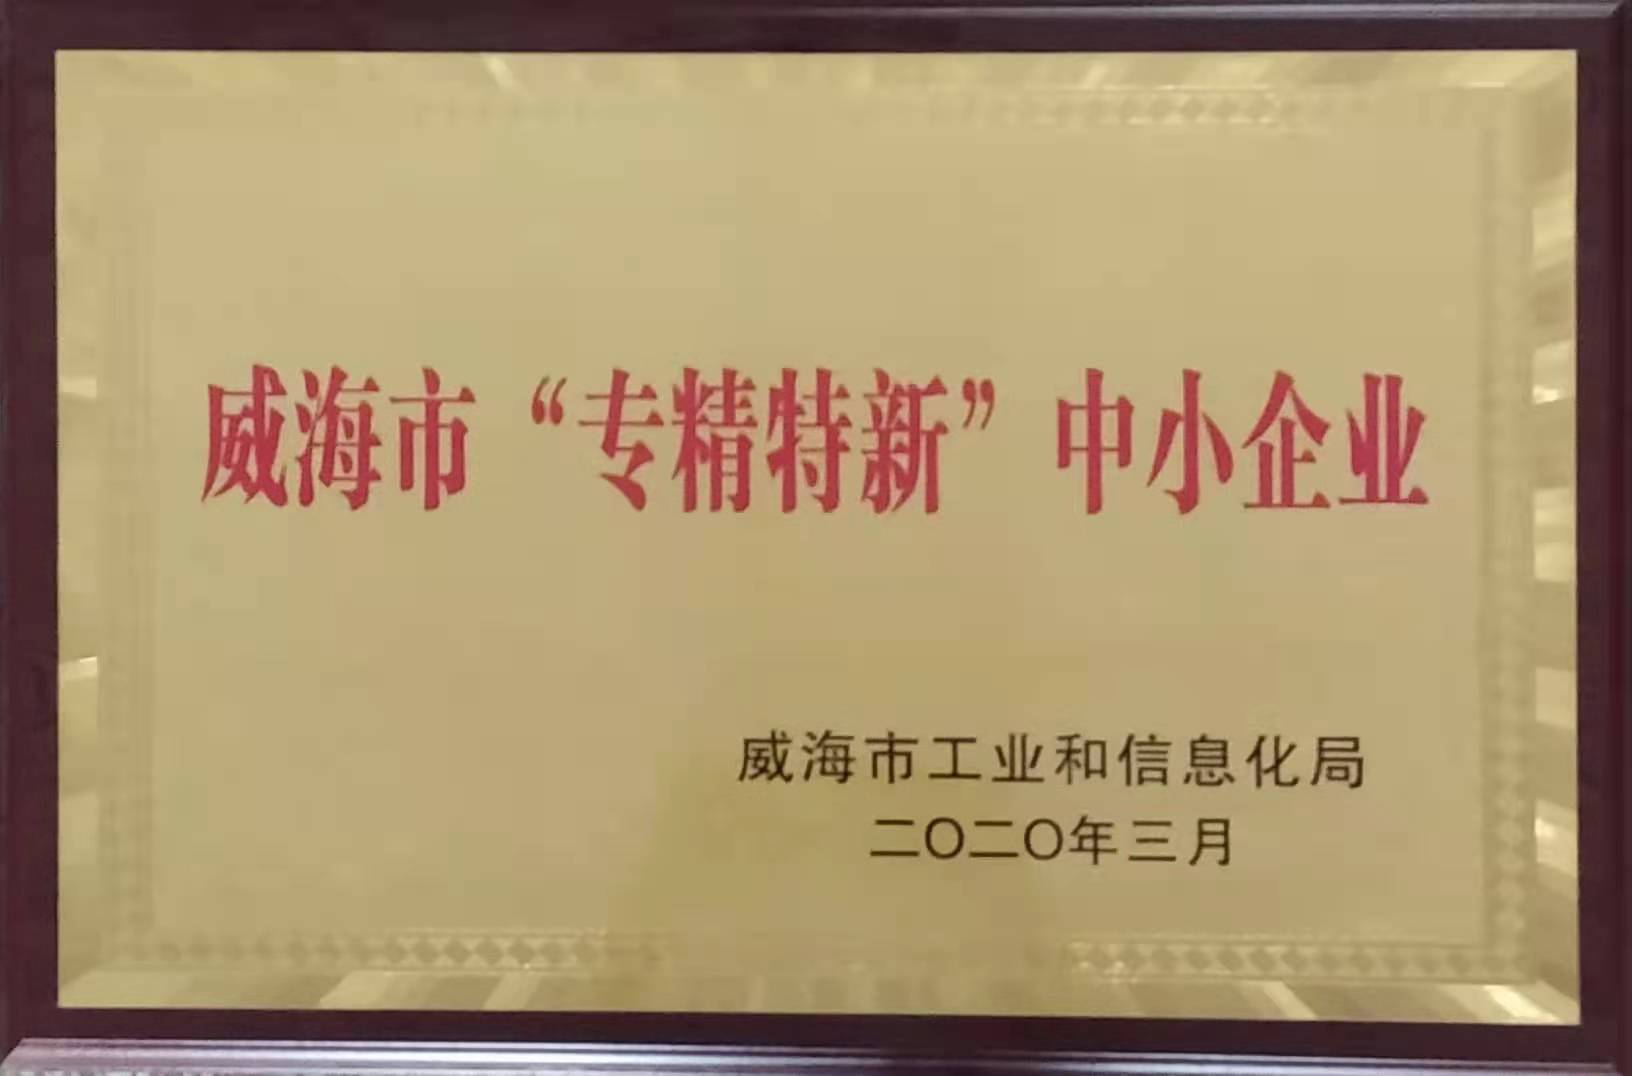 威海市“专精特新”中小企业
威海市工业和信息化局
二〇二〇年三月